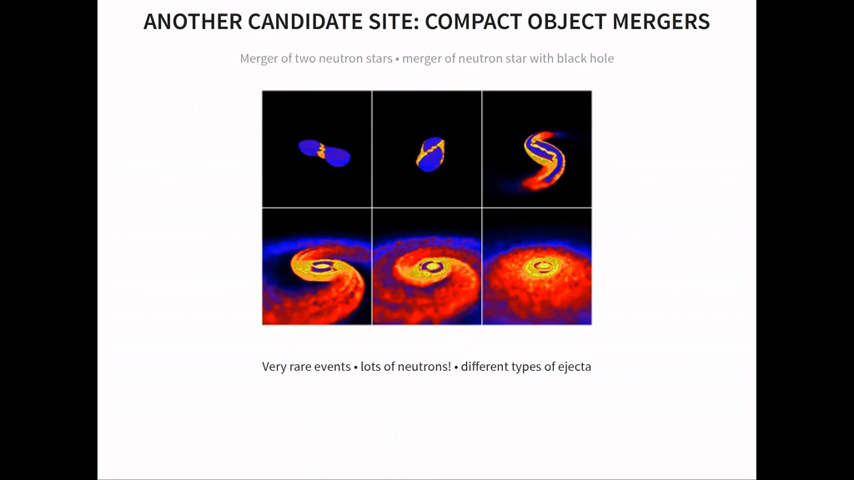 ANOTHER CANDIDATE SITE: COMPACT OBJECT MERGERS
Merger of two neutron stars • merger of neutron star with black hole
Very rare events • lots of neutrons! • different types of ejecta